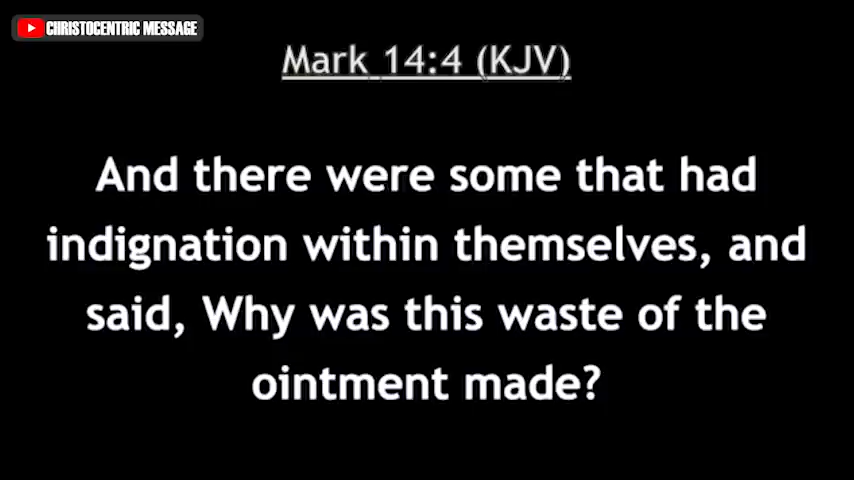 CHRISTOCENTRIC MESSAGE
Mark 14:4 (KJV)
And there were some that had
indignation within themselves, and
said, Why was this waste of the
ointment made?